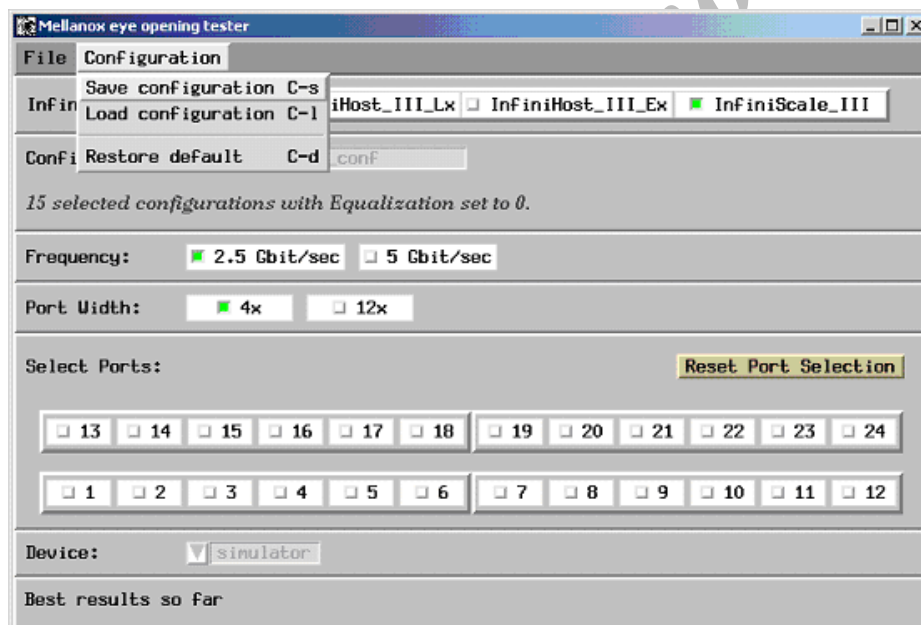 Mellanox eye opening tester
File Configuration
Save configuration C-s
Load configuration C-l
Restore default C-d
Infin iHost_III_Lx InfiniHost_III_Ex InfiniScale_III
Confi _conf
15 selected configurations with Equalization set to 0.
Frequency: 2.5 Gbit/sec 5 Gbit/sec
Port Width: 4x 12x
Select Ports: Reset Port Selection
13 14 15 16 17 18 19 20 21 22 23 24
1 2 3 4 5 6 7 8 9 10 11 12
Device: simulator
Best results so far